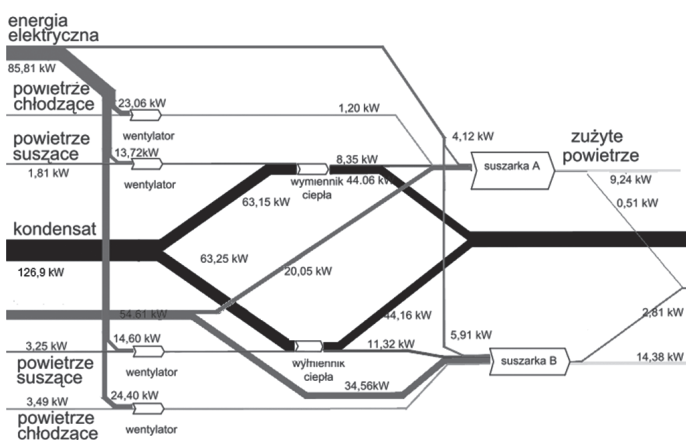 energia
elektryczna
85,81 kW
powietrze
chłodzące
23,06 kW
wentylator
1,20 kW
powietrze
suszące
1,81 kW
13,72kW
wentylator
8,35 kW
44.06 kW
wymiennik
ciepła
4,12 kW
suszarka A
zużyte
powietrze
9,24 kW
0,51 kW
kondensat
126,9 kW
63,15 kW
63,25 kW
20,05 kW
54.61 kW
44,16 kW
3,25 kW
powietrze
suszące
14,60 kW
wentylator
wymiennik
ciepła
11,32 kW
5,91 kW
suszarka B
2,81 kW
14,38 kW
34,56kW
3,49 kW
powietrze
chłodzące
24,40 kW
wentylator